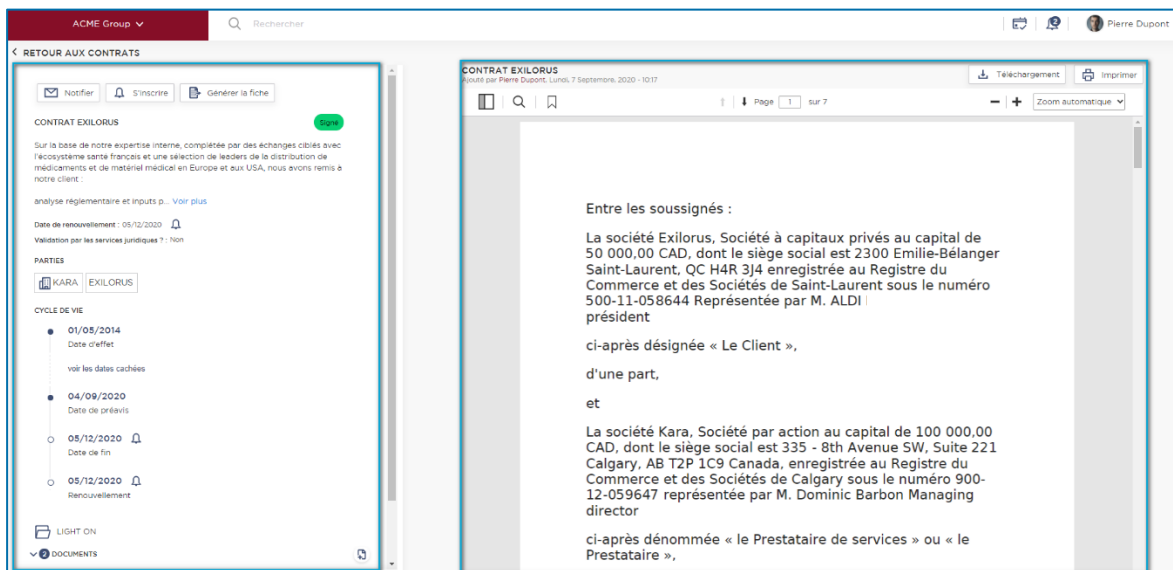 ACME Group
Rechercher
2
Pierre Dupont
RETOUR AUX CONTRATS
Notifier
S'inscrire
Générer la fiche
CONTRAT EXILORUS
Signé
Sur la base de notre expertise interne, complétée par des échanges ciblés avec
l'écosystème santé français et une sélection de leaders de la distribution de
médicaments et de matériel médical en Europe et aux USA, nous avons remis à
notre client :
analyse réglementaire et inputs p... Voir plus
Date de renouvellement : 05/12/2020
Validation par les services juridiques ? : Non
PARTIES
KARA
EXILORUS
CYCLE DE VIE
01/05/2014
Date d'effet
voir les dates cachées
04/09/2020
Date de préavis
05/12/2020
Date de fin
05/12/2020
Renouvellement
LIGHT ON
2 DOCUMENTS
CONTRAT EXILORUS
Ajouté par Pierre Dupont, Lundi, 7 Septembre, 2020 - 10:17
Téléchargement
Imprimer
Page 1 sur 7
Zoom automatique
Entre les soussignés :
La société Exilorus, Société à capitaux privés au capital de
50 000,00 CAD, dont le siège social est 2300 Emilie-Bélanger
Saint-Laurent, QC H4R 3J4 enregistrée au Registre du
Commerce et des Sociétés de Saint-Laurent sous le numéro
500-11-058644 Représentée par M. ALDI
président
ci-après désignée « Le Client »,
d'une part,
et
La société Kara, Société par action au capital de 100 000,00
CAD, dont le siège social est 335 - 8th Avenue SW, Suite 221
Calgary, AB T2P 1C9 Canada, enregistrée au Registre du
Commerce et des Sociétés de Calgary sous le numéro 900-
12-059647 représentée par M. Dominic Barbon Managing
director
ci-après dénommée « le Prestataire de services » ou « le
Prestataire »,